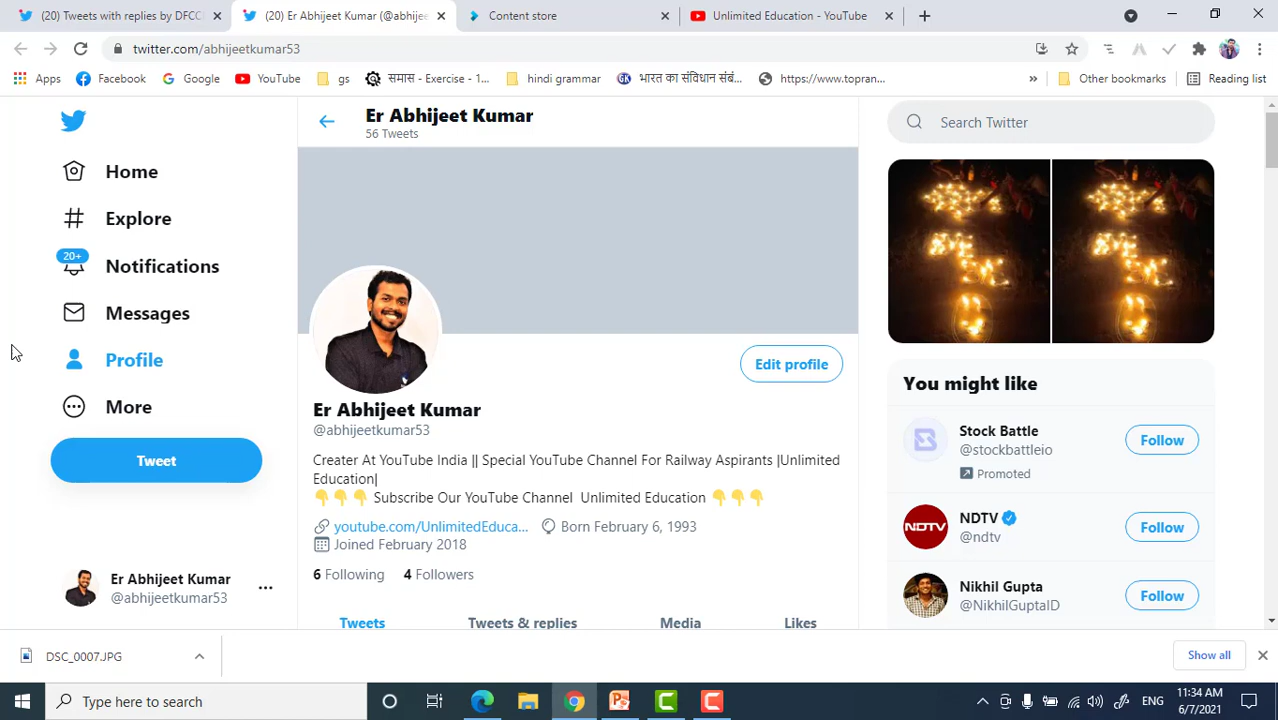 (20) Tweets with replies by DFCC
(20) Er Abhijeet Kumar (@abhijee
Content store
Unlimited Education - YouTube
twitter.com/abhijeetkumar53
Apps
Facebook
Google
YouTube
gs
समास - Exercise - 1...
hindi grammar
GK
भारत का संविधान संबं...
https://www.topran...
»
Other bookmarks
Reading list
Er Abhijeet Kumar
56 Tweets
Search Twitter
Home
Explore
20+
Notifications
Messages
Profile
More
Tweet
Edit profile
Er Abhijeet Kumar
@abhijeetkumar53
Creater At YouTube India || Special YouTube Channel For Railway Aspirants |Unlimited
Education|
👇👇👇 Subscribe Our YouTube Channel Unlimited Education 👇👇👇
youtube.com/UnlimitedEduca... Born February 6, 1993
Joined February 2018
6 Following 4 Followers
Tweets Tweets & replies Media Likes
You might like
Stock Battle
@stockbattleio
Promoted
Follow
NDTV
NDTV
@ndtv
Follow
Nikhil Gupta
@NikhilGuptaID
Follow
Er Abhijeet Kumar
@abhijeetkumar53
DSC_0007.JPG
Show all
Type here to search
ENG
11:34 AM
6/7/2021